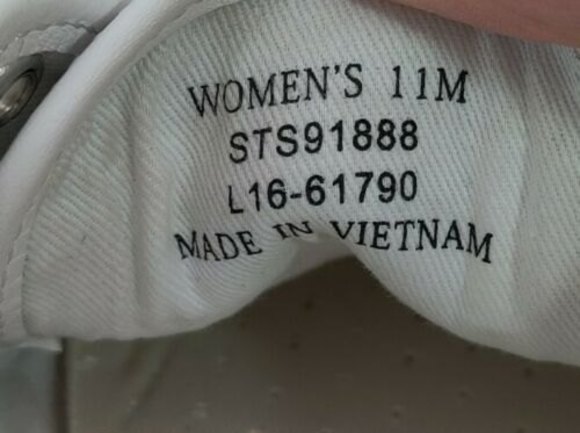 WOMEN'S 11M
STS91888
L16-61790
MADE IN VIETNAM